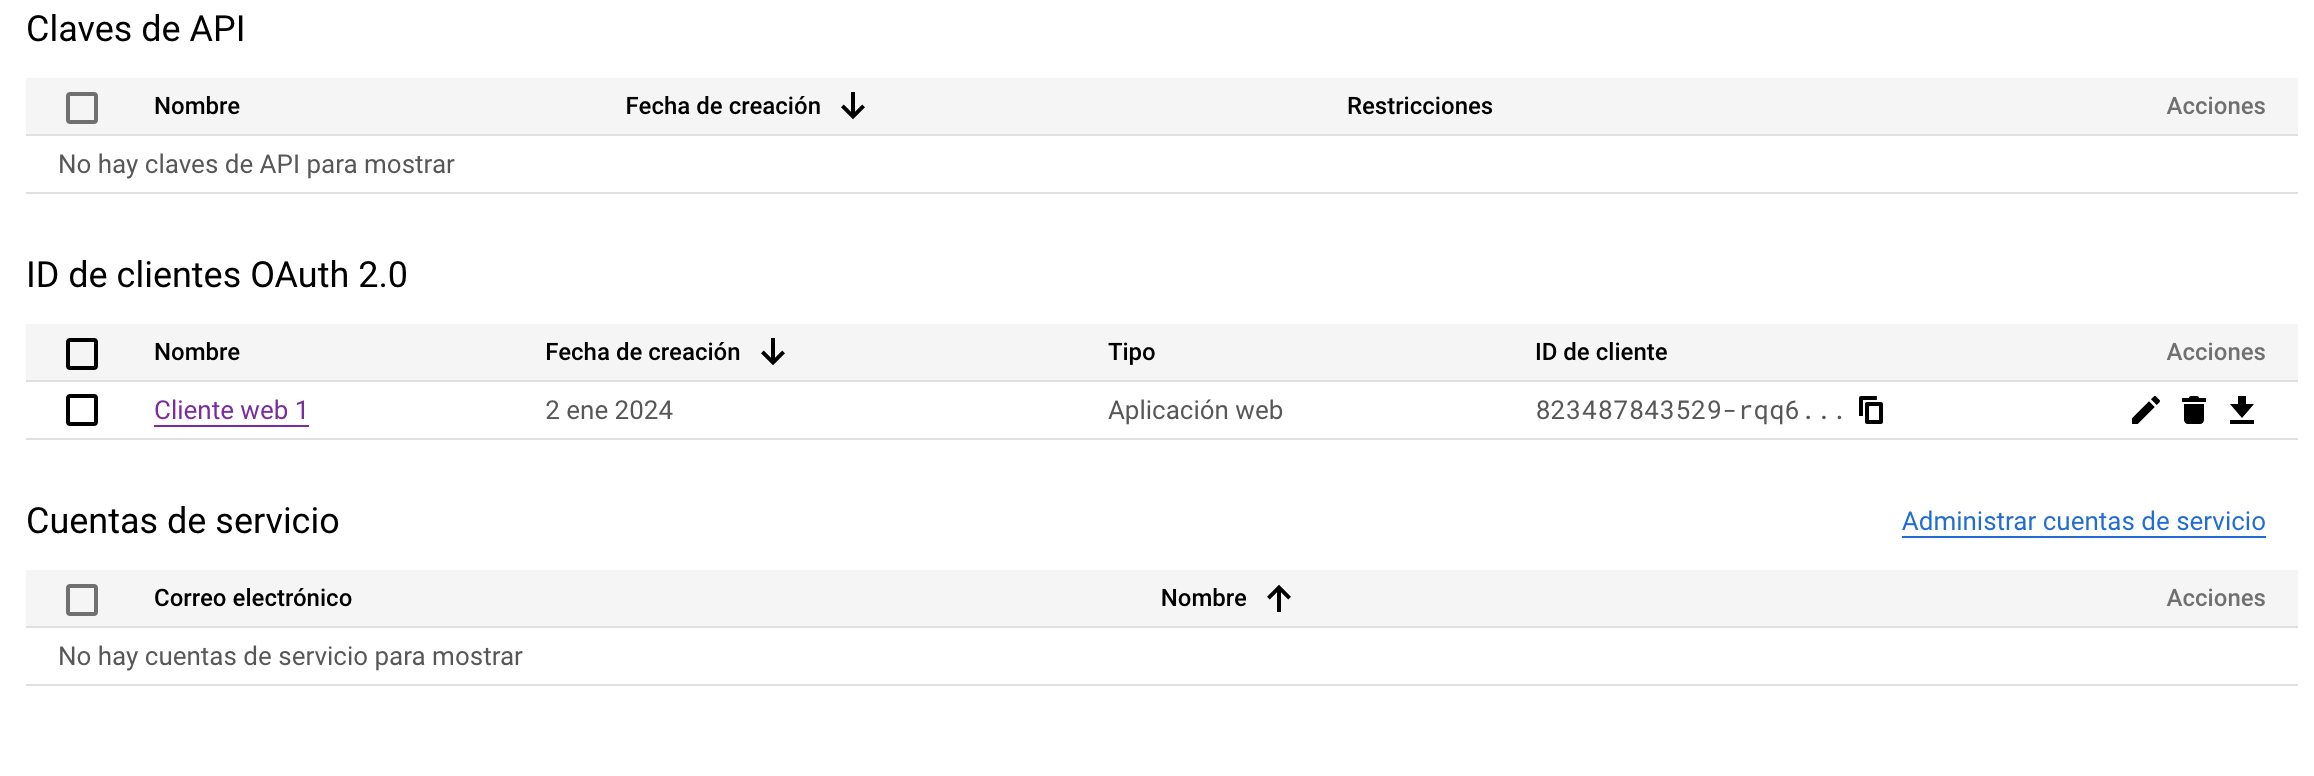 Claves de API
Nombre Fecha de creación Restricciones Acciones
No hay claves de API para mostrar
ID de clientes OAuth 2.0
Nombre Fecha de creación Tipo ID de cliente Acciones
Cliente web 1 2 ene 2024 Aplicación web 823487843529-rqq6...
Cuentas de servicio Administrar cuentas de servicio
Correo electrónico Nombre Acciones
No hay cuentas de servicio para mostrar